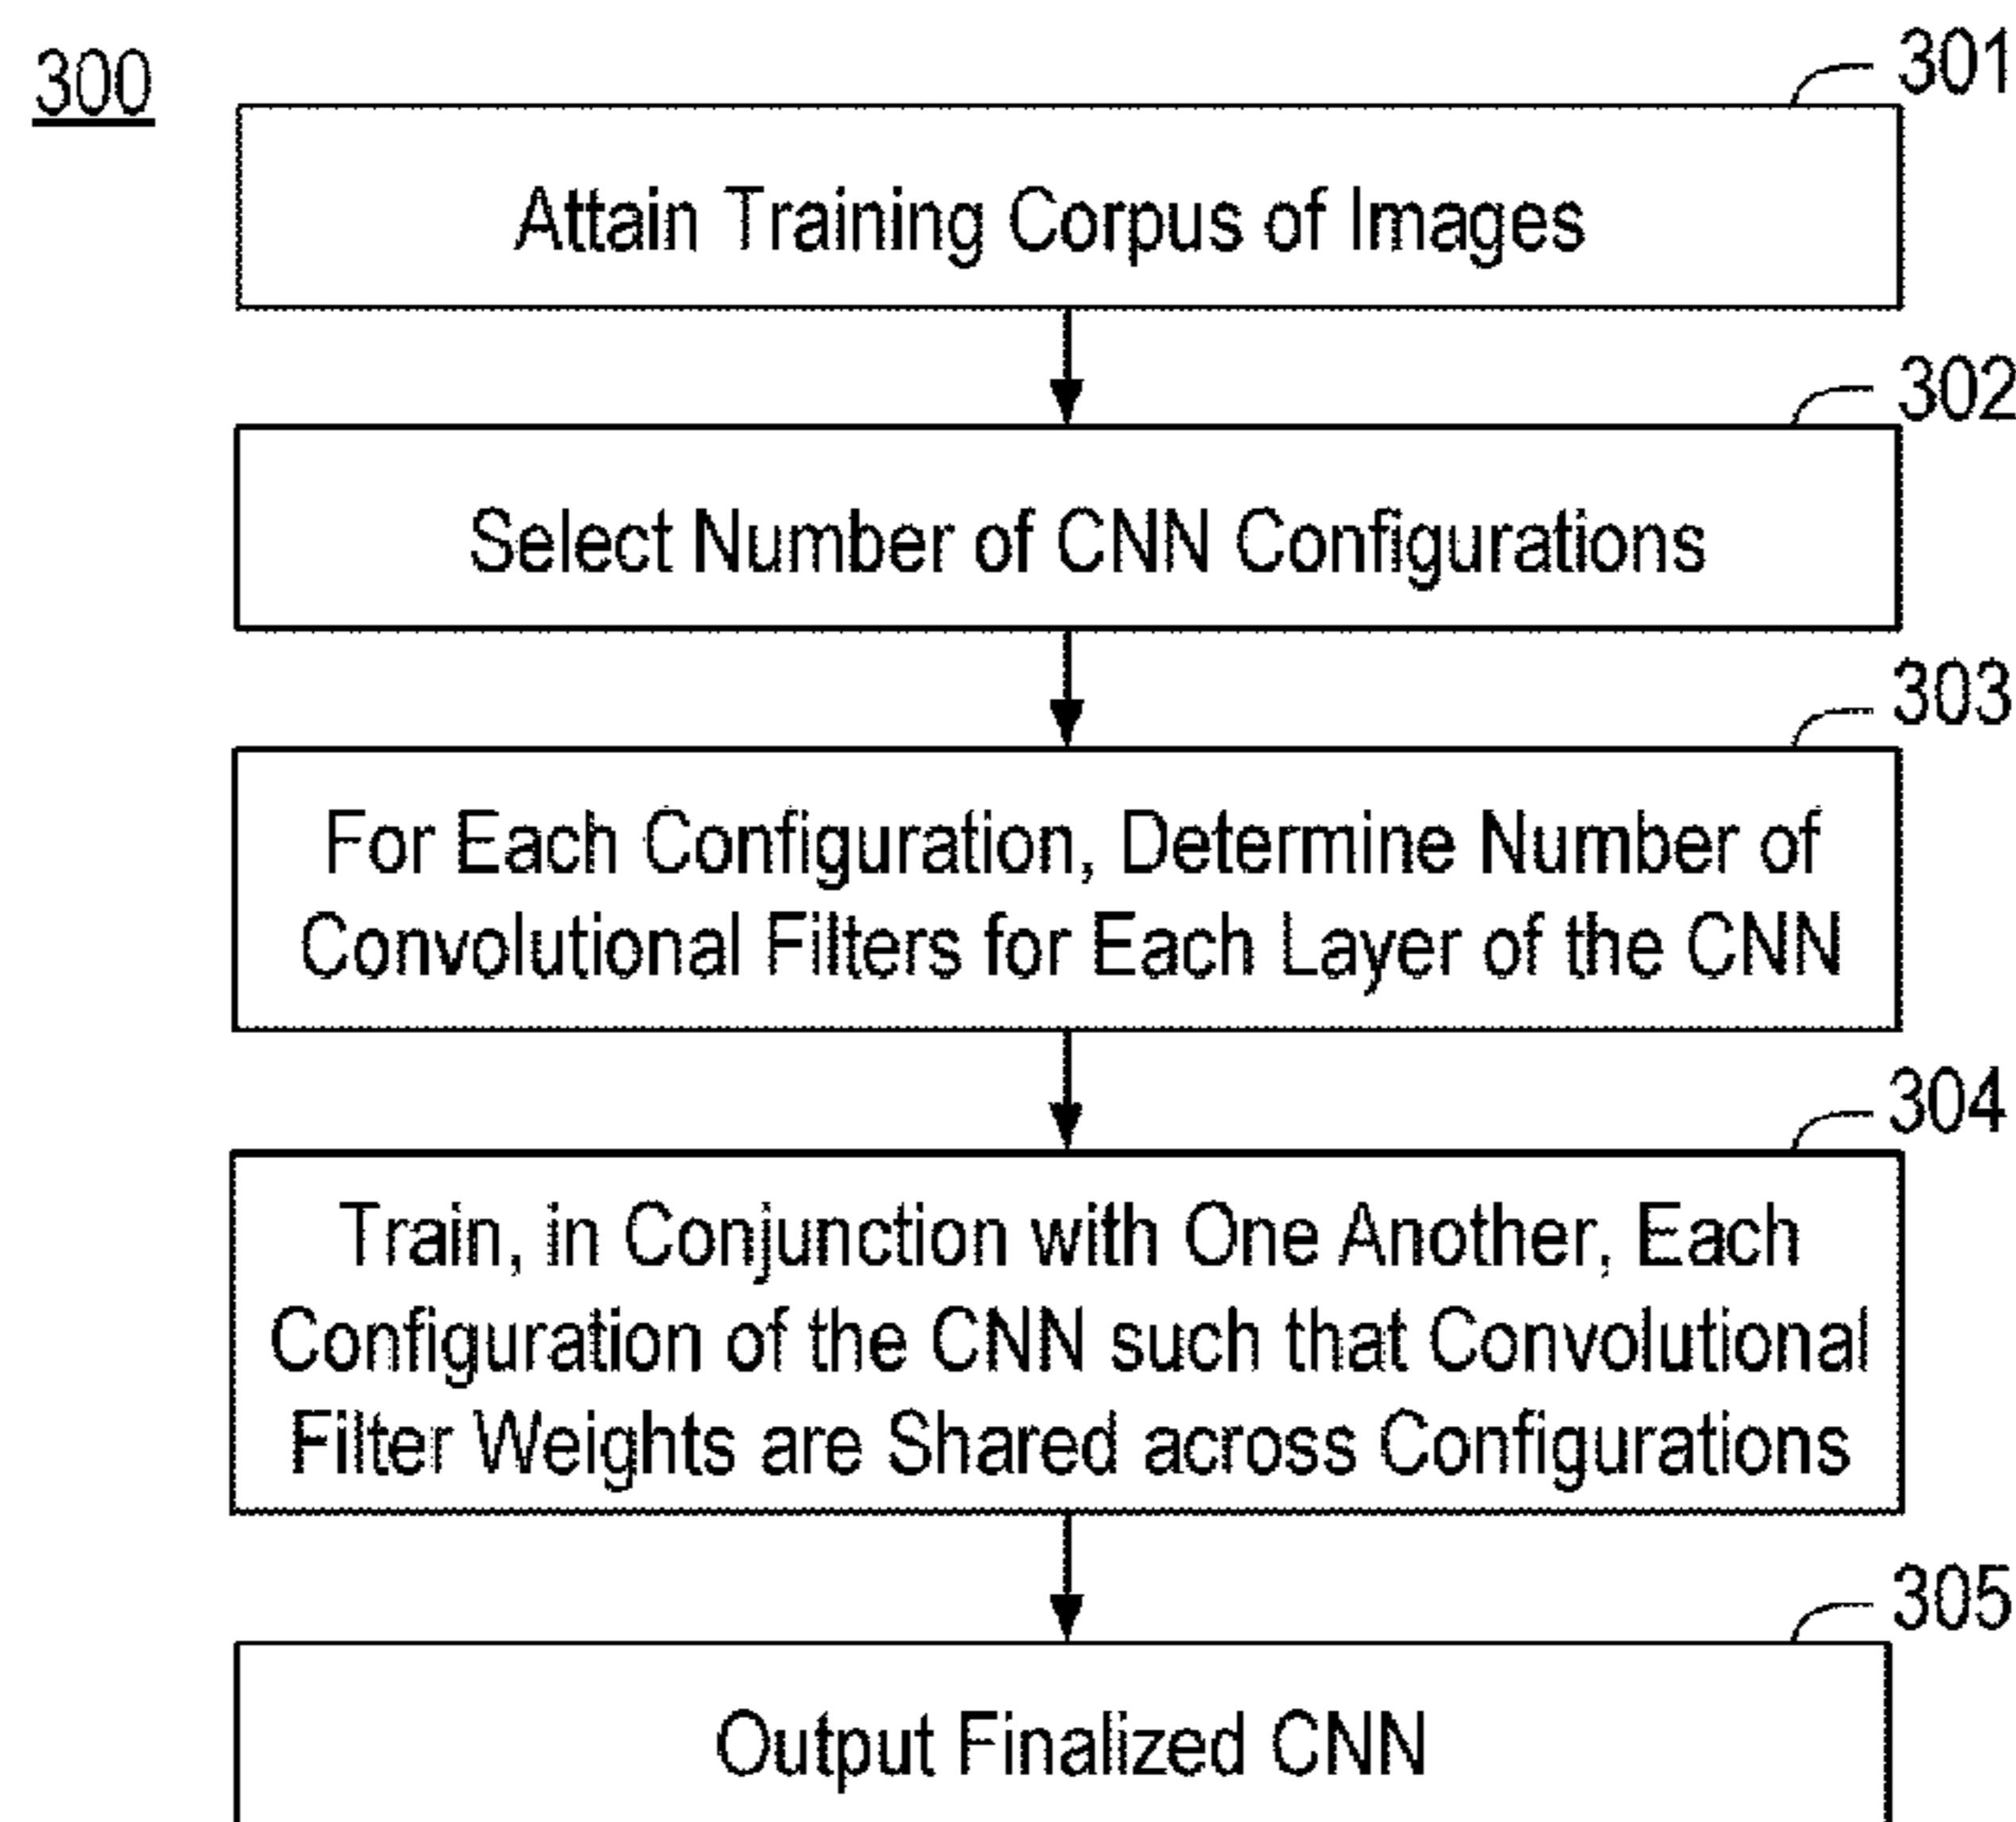 300
301
Attain Training Corpus of Images
302
Select Number of CNN Configurations
303
For Each Configuration, Determine Number of
Convolutional Filters for Each Layer of the CNN
304
Train, in Conjunction with One Another, Each
Configuration of the CNN such that Convolutional
Filter Weights are Shared across Configurations
305
Output Finalized CNN